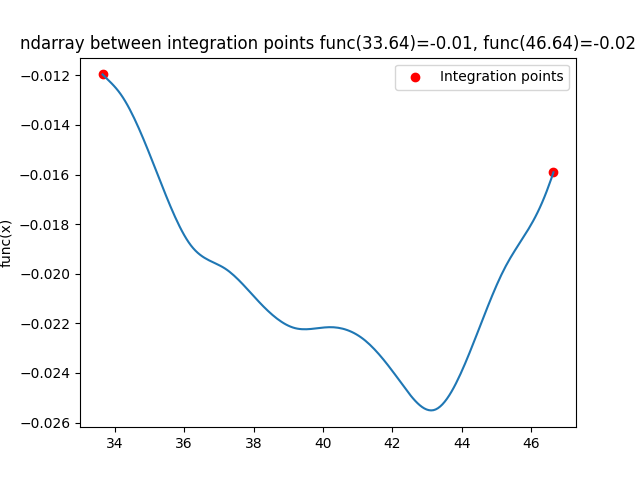 ndarray between integration points func(33.64)=-0.01, func(46.64)=-0.02
Integration points
func(x)
−0.012
−0.014
−0.016
−0.018
−0.020
−0.022
−0.024
−0.026
34 36 38 40 42 44 46